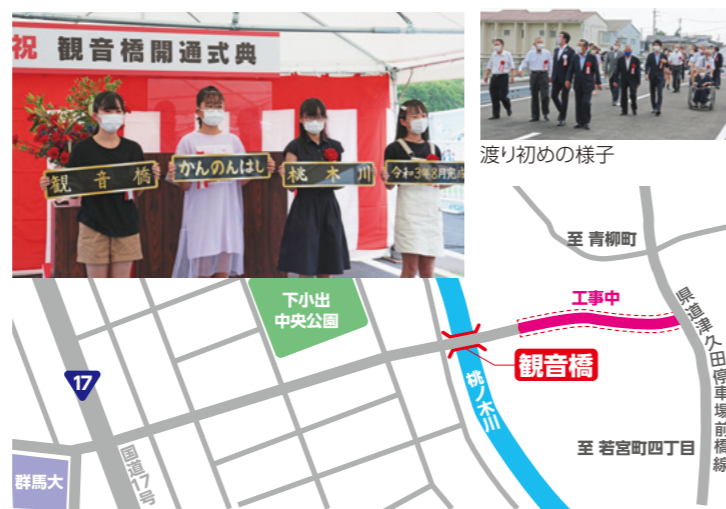 祝 観音橋開通式典
観音橋
かんのんはし
桃木川
令和3年8月完成
渡り初めの様子
至 青柳町
下小出
中央公園
工事中
県道津久田停車場前橋線
観音橋
17
桃ノ木川
国道17号
至 若宮町四丁目
群馬大